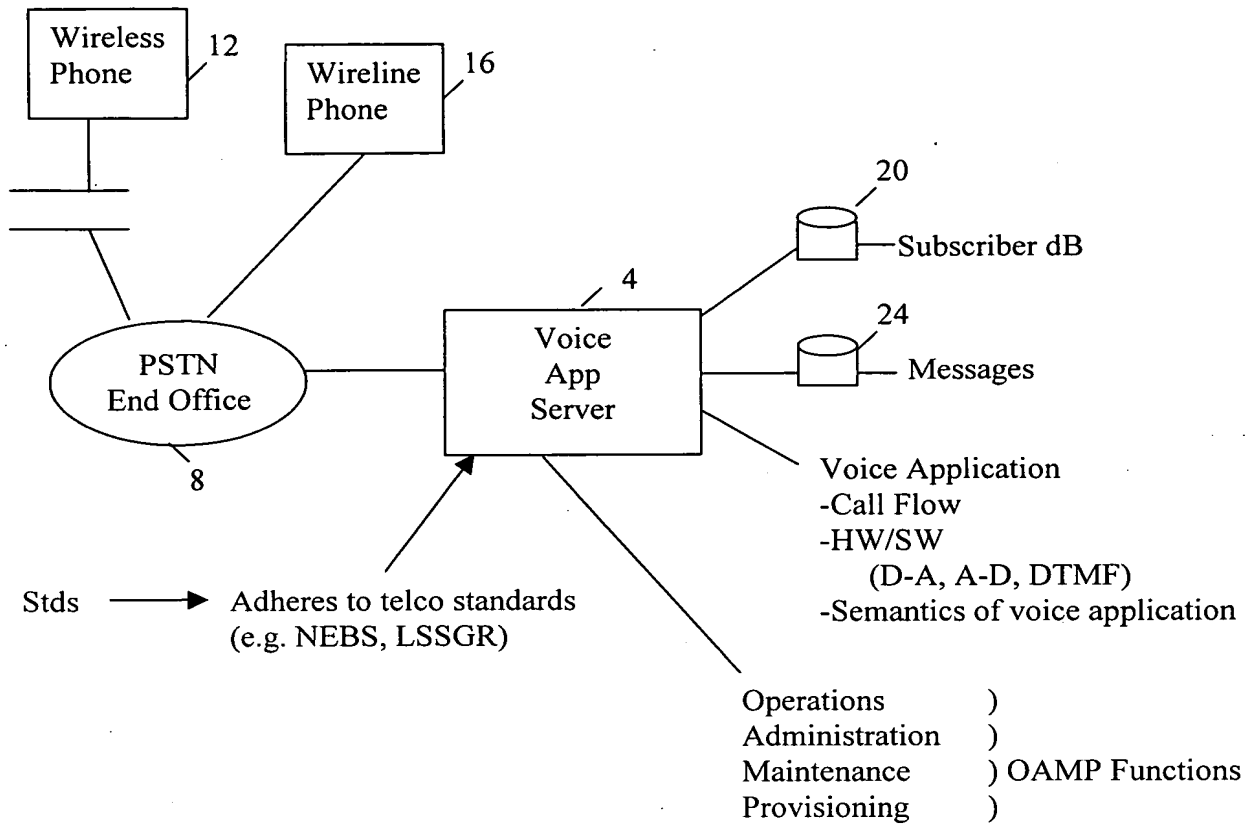 Wireless
Phone
12
Wireline
Phone
16
20
Subscriber dB
4
Voice
App
Server
24
Messages
PSTN
End Office
8
Voice Application
-Call Flow
-HW/SW
(D-A, A-D, DTMF)
-Semantics of voice application
Stds
Adheres to telco standards
(e.g. NEBS, LSSGR)
Operations )
Administration )
Maintenance ) OAMP Functions
Provisioning )